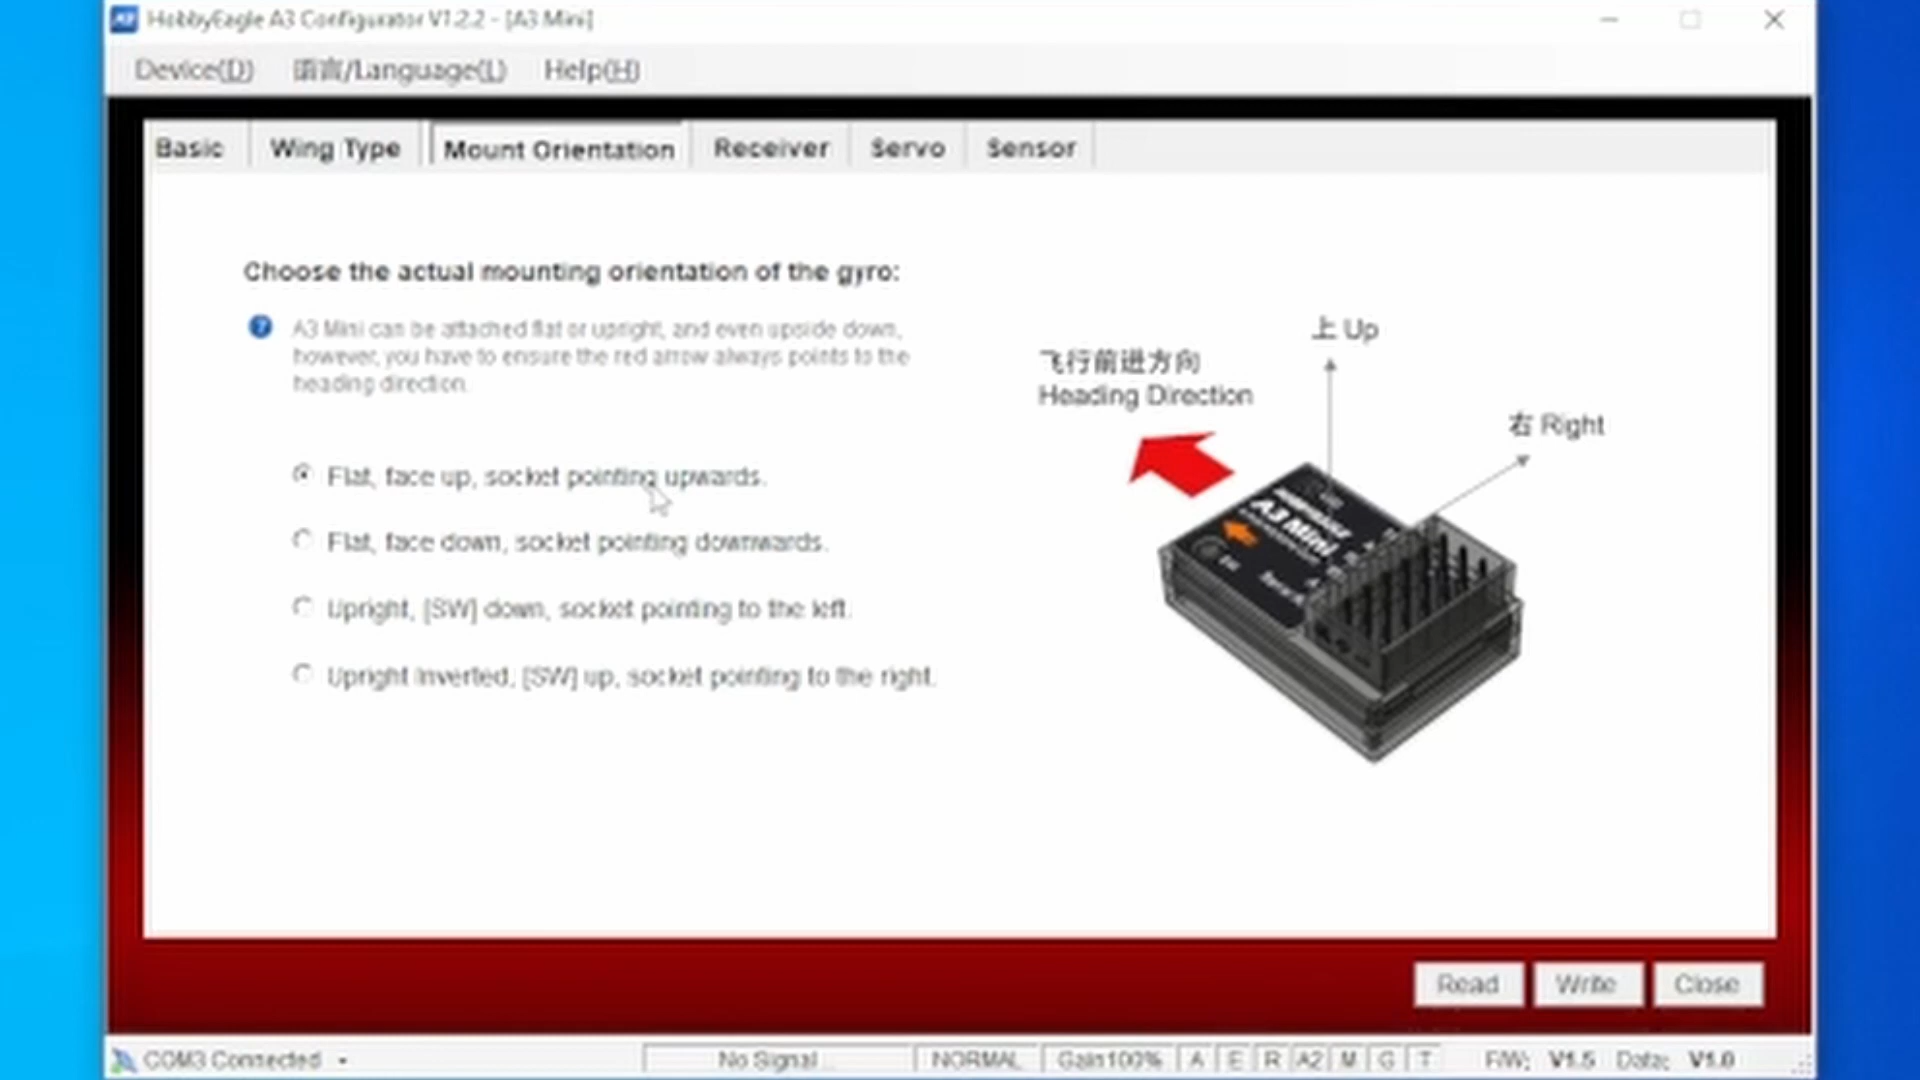 HobbyEagle A3 Configurator V1.2.2 - [A3 Mini]
Device(D) 语言/Language(L) Help(H)
Basic Wing Type Mount Orientation Receiver Servo Sensor
Choose the actual mounting orientation of the gyro:
A3 Mini can be attached flat or upright, and even upside down,
however, you have to ensure the red arrow always points to the
heading direction.
Flat, face up, socket pointing upwards.
Flat, face down, socket pointing downwards.
Upright, [SW] down, socket pointing to the left.
Upright Inverted, [SW] up, socket pointing to the right.
上 Up
飞行前进方向
Heading Direction
右 Right
A3 Mini
Read Write Close
COM3 Connected No Signal... NORMAL Gain100% A E R A2 M G T F/W: V1.5 Data: V1.0